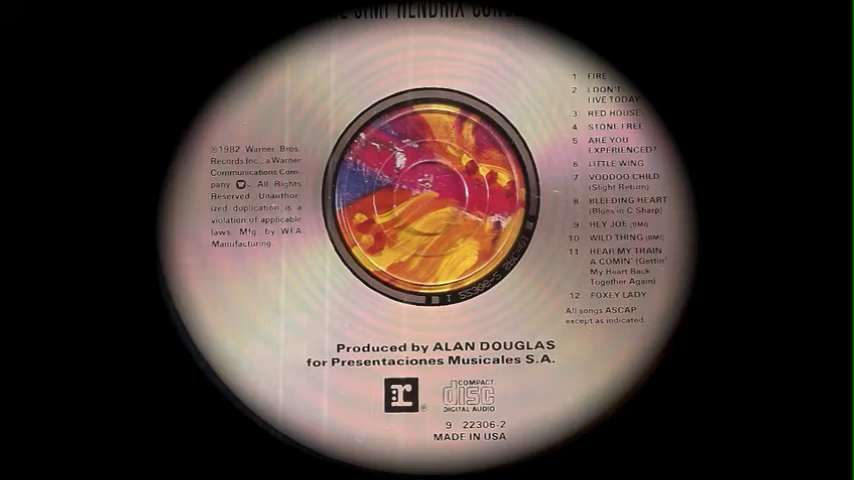 JIMI HENDRIX
℗1982 Warner Bros.
Records Inc., a Warner
Communications Com-
pany. All Rights
Reserved. Unauthor-
ized duplication is a
violation of applicable
laws. Mfg. by WEA
Manufacturing.
1 FIRE
2 I DON'T
LIVE TODAY
3 RED HOUSE
4 STONE FREE
5 ARE YOU
EXPERIENCED?
6 LITTLE WING
7 VOODOO CHILD
(Slight Return)
8 BLEEDING HEART
(Blues in C Sharp)
9 HEY JOE (BMI)
10 WILD THING (BMI)
11 HEAR MY TRAIN
A COMIN' (Gettin'
My Heart Back
Together Again)
12 FOXEY LADY
All songs ASCAP
except as indicated.
Produced by ALAN DOUGLAS
for Presentaciones Musicales S.A.
r®
COMPACT
disc
DIGITAL AUDIO
9 22306-2
MADE IN USA